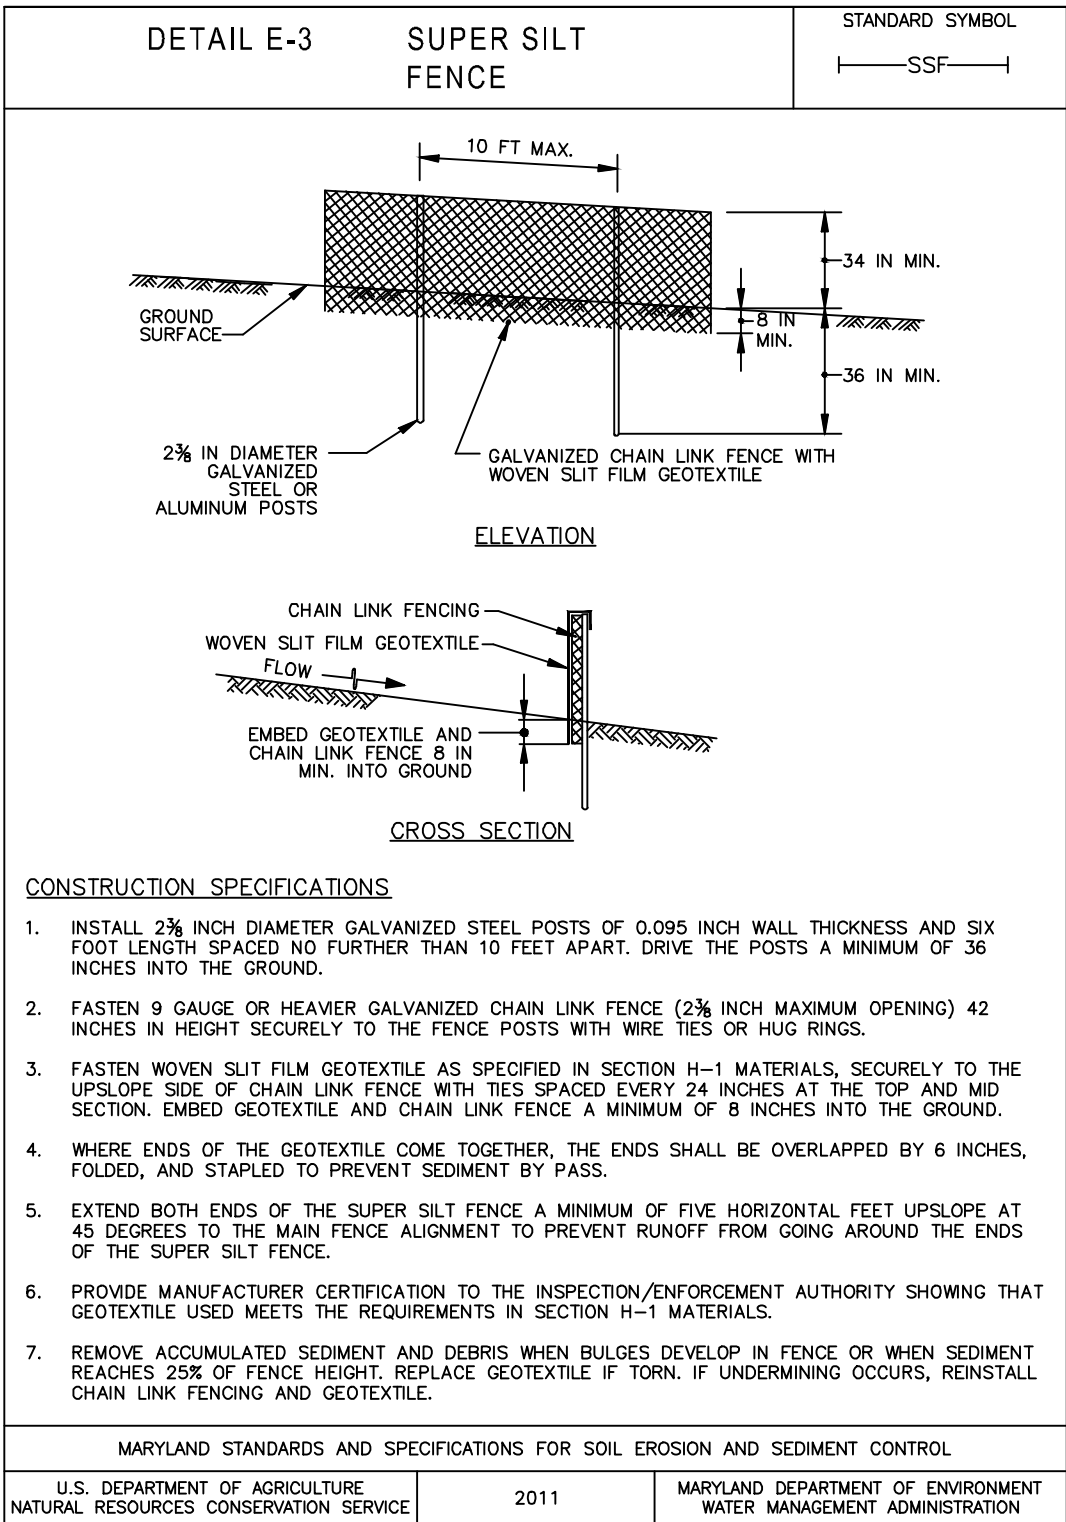 DETAIL E-3 SUPER SILT
FENCE
STANDARD SYMBOL
SSF
10 FT MAX.
34 IN MIN.
GROUND
SURFACE
8 IN
MIN.
36 IN MIN.
2⅜ IN DIAMETER
GALVANIZED
STEEL OR
ALUMINUM POSTS
GALVANIZED CHAIN LINK FENCE WITH
WOVEN SLIT FILM GEOTEXTILE
ELEVATION
CHAIN LINK FENCING
WOVEN SLIT FILM GEOTEXTILE
FLOW
EMBED GEOTEXTILE AND
CHAIN LINK FENCE 8 IN
MIN. INTO GROUND
CROSS SECTION
CONSTRUCTION SPECIFICATIONS
1. INSTALL 2⅜ INCH DIAMETER GALVANIZED STEEL POSTS OF 0.095 INCH WALL THICKNESS AND SIX
FOOT LENGTH SPACED NO FURTHER THAN 10 FEET APART. DRIVE THE POSTS A MINIMUM OF 36
INCHES INTO THE GROUND.
2. FASTEN 9 GAUGE OR HEAVIER GALVANIZED CHAIN LINK FENCE (2⅜ INCH MAXIMUM OPENING) 42
INCHES IN HEIGHT SECURELY TO THE FENCE POSTS WITH WIRE TIES OR HUG RINGS.
3. FASTEN WOVEN SLIT FILM GEOTEXTILE AS SPECIFIED IN SECTION H-1 MATERIALS, SECURELY TO THE
UPSLOPE SIDE OF CHAIN LINK FENCE WITH TIES SPACED EVERY 24 INCHES AT THE TOP AND MID
SECTION. EMBED GEOTEXTILE AND CHAIN LINK FENCE A MINIMUM OF 8 INCHES INTO THE GROUND.
4. WHERE ENDS OF THE GEOTEXTILE COME TOGETHER, THE ENDS SHALL BE OVERLAPPED BY 6 INCHES,
FOLDED, AND STAPLED TO PREVENT SEDIMENT BY PASS.
5. EXTEND BOTH ENDS OF THE SUPER SILT FENCE A MINIMUM OF FIVE HORIZONTAL FEET UPSLOPE AT
45 DEGREES TO THE MAIN FENCE ALIGNMENT TO PREVENT RUNOFF FROM GOING AROUND THE ENDS
OF THE SUPER SILT FENCE.
6. PROVIDE MANUFACTURER CERTIFICATION TO THE INSPECTION/ENFORCEMENT AUTHORITY SHOWING THAT
GEOTEXTILE USED MEETS THE REQUIREMENTS IN SECTION H-1 MATERIALS.
7. REMOVE ACCUMULATED SEDIMENT AND DEBRIS WHEN BULGES DEVELOP IN FENCE OR WHEN SEDIMENT
REACHES 25% OF FENCE HEIGHT. REPLACE GEOTEXTILE IF TORN. IF UNDERMINING OCCURS, REINSTALL
CHAIN LINK FENCING AND GEOTEXTILE.
MARYLAND STANDARDS AND SPECIFICATIONS FOR SOIL EROSION AND SEDIMENT CONTROL
U.S. DEPARTMENT OF AGRICULTURE
NATURAL RESOURCES CONSERVATION SERVICE
2011
MARYLAND DEPARTMENT OF ENVIRONMENT
WATER MANAGEMENT ADMINISTRATION